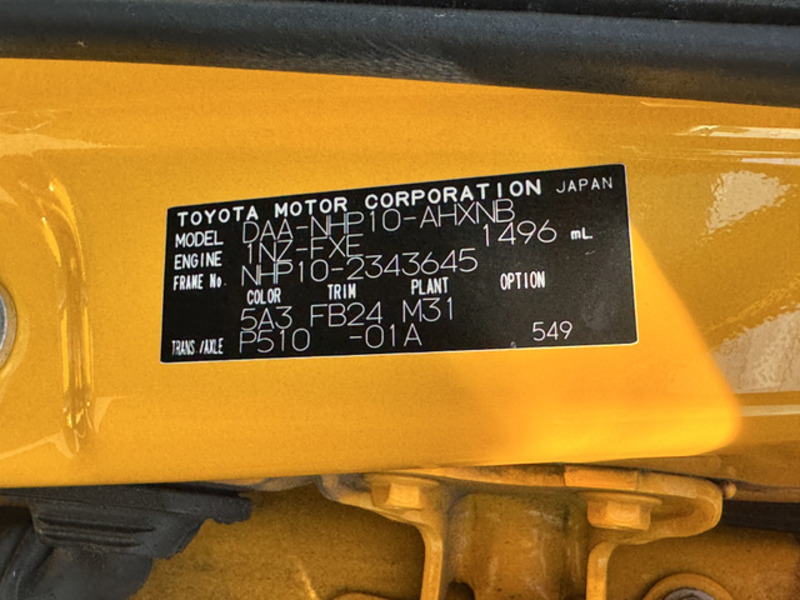 TOYOTA MOTOR CORPORATION JAPAN
MODEL DAA-NHP10-AHXNB
ENGINE 1NZ-FXE 1496 mL
FRAME No. NHP10-2343645
COLOR TRIM PLANT OPTION
5A3 FB24 M31
TRANS./AXLE P510 -01A 549